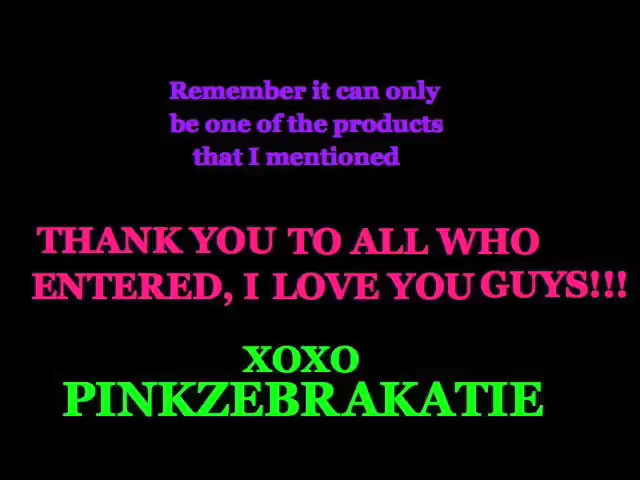 Remember it can only
be one of the products
that I mentioned
THANK YOU TO ALL WHO
ENTERED, I LOVE YOU GUYS!!!
XOXO
PINKZEBRAKATIE